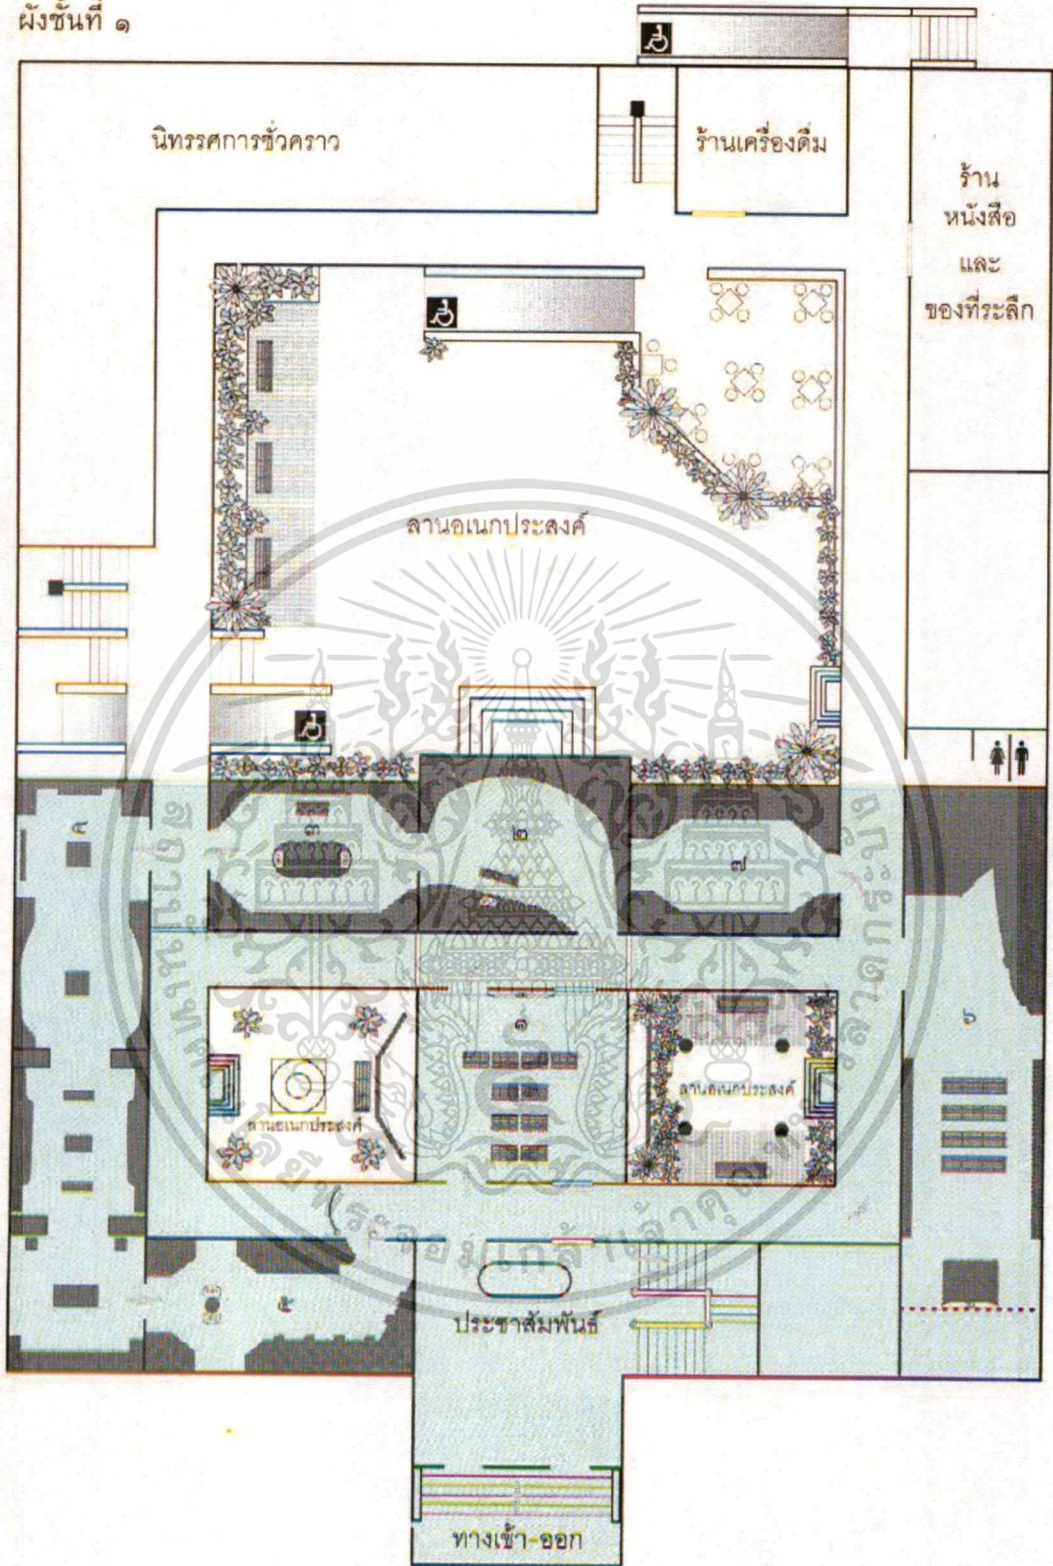 ผังชั้นที่ ๑
นิทรรศการชั่วคราว
ร้านเครื่องดื่ม
ร้าน
หนังสือ
และ
ของที่ระลึก
ลานอเนกประสงค์
๔
๓
๒
๗
๑
๖
ลานอเนกประสงค์
ลานอเนกประสงค์
๕
ประชาสัมพันธ์
ทางเข้า-ออก